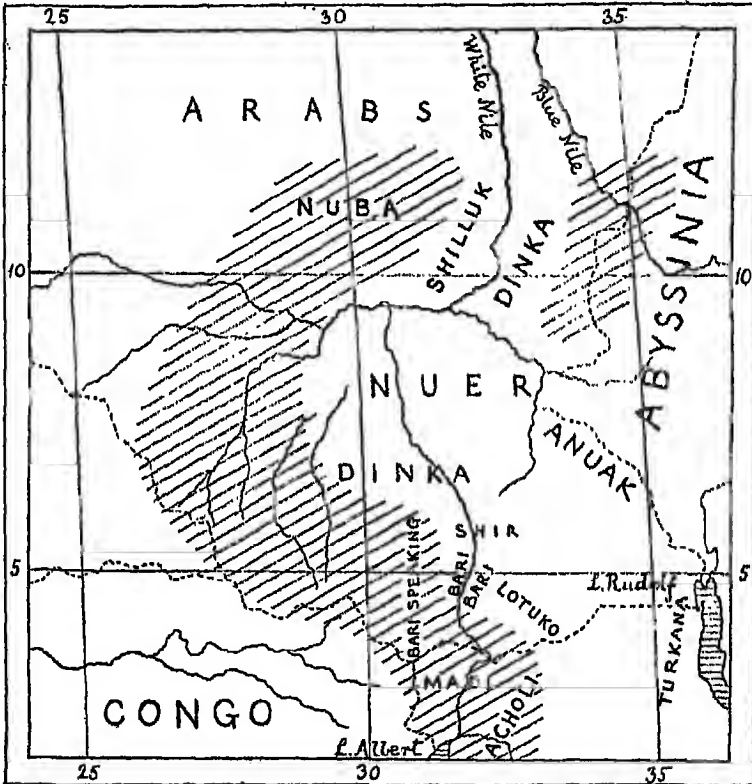 25 30 35
White Nile
Blue Nile
ARABS
NUBA
SHILLUK
DINKA
ABYSSINIA
10 10
NUER
ANUAK
DINKA
SHIR
BARI SPEAKING
BARI
BARI
5 5
LOTUKO
L. Rudolf
TURKANA
MADI
ACHOLI
CONGO
L. Albert
25 30 35